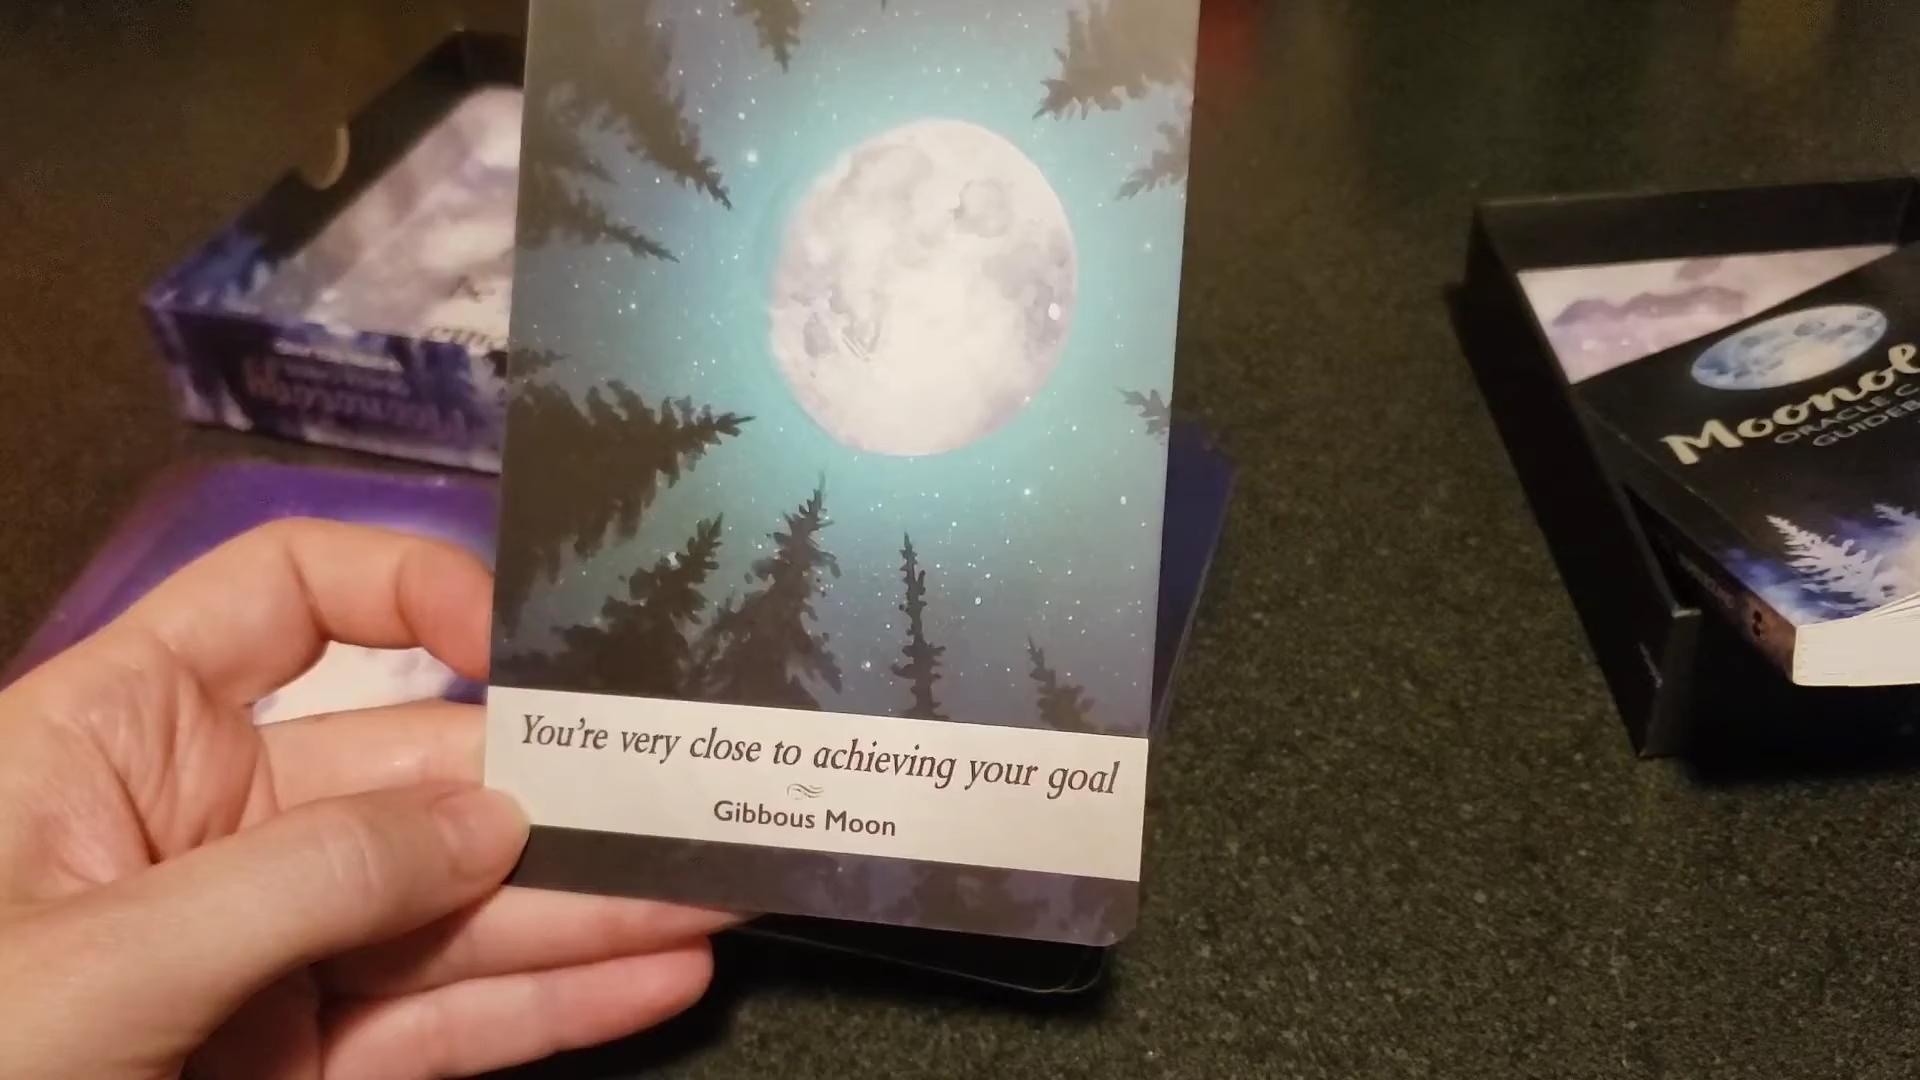 You're very close to achieving your goal
Gibbous Moon
Moonol
ORACLE C
GUIDEB